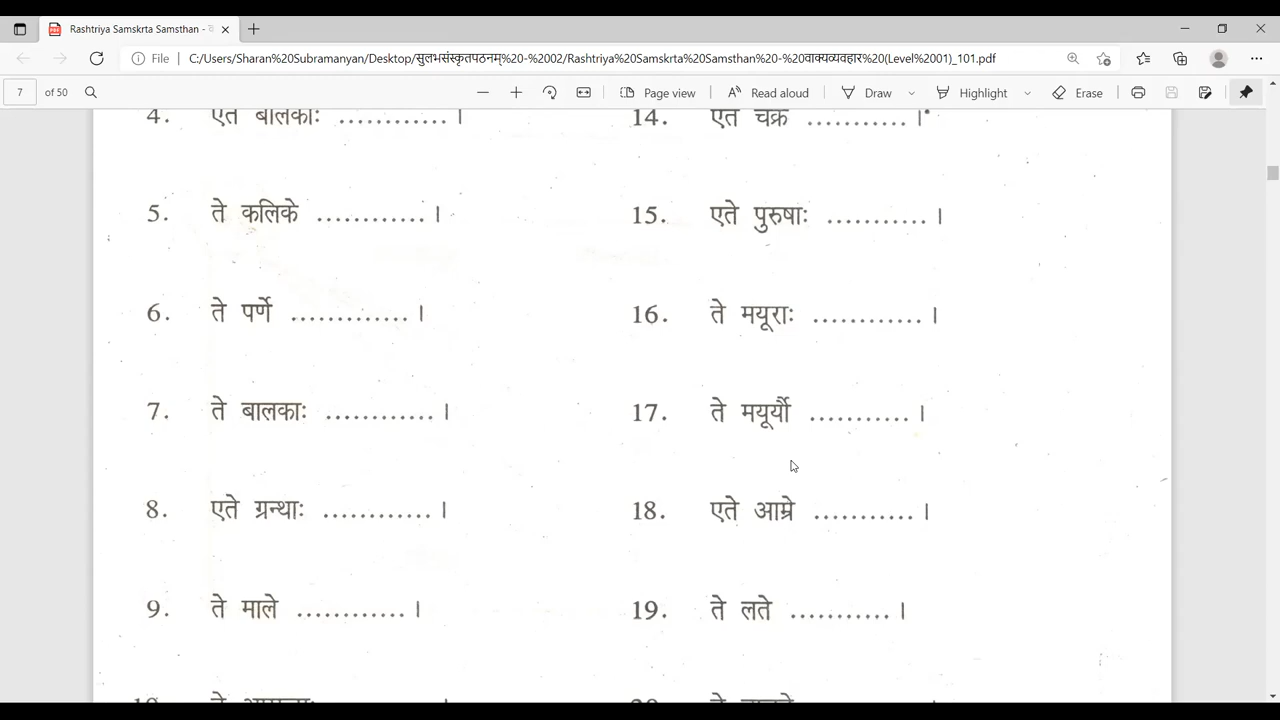 Rashtriya Samskrta Samsthan -
File C:/Users/Sharan%20Subramanyan/Desktop/सुलभसंस्कृतपठनम्%20-%2002/Rashtriya%20Samskrta%20Samsthan%20-%20वाक्यव्यवहार%20(Level%2001)_101.pdf
7 of 50 Page view Read aloud Draw Highlight Erase
4. एते बालकाः ............ ।
14. एते चक्रे ........... ।
5. ते कलिके ............ ।
15. एते पुरुषाः ........... ।
6. ते पर्णे ............. ।
16. ते मयूराः ............ ।
7. ते बालकाः ............ ।
17. ते मयूर्यौ ........... ।
8. एते ग्रन्थाः ............ ।
18. एते आम्रे ........... ।
9. ते माले ............ ।
19. ते लते ........... ।